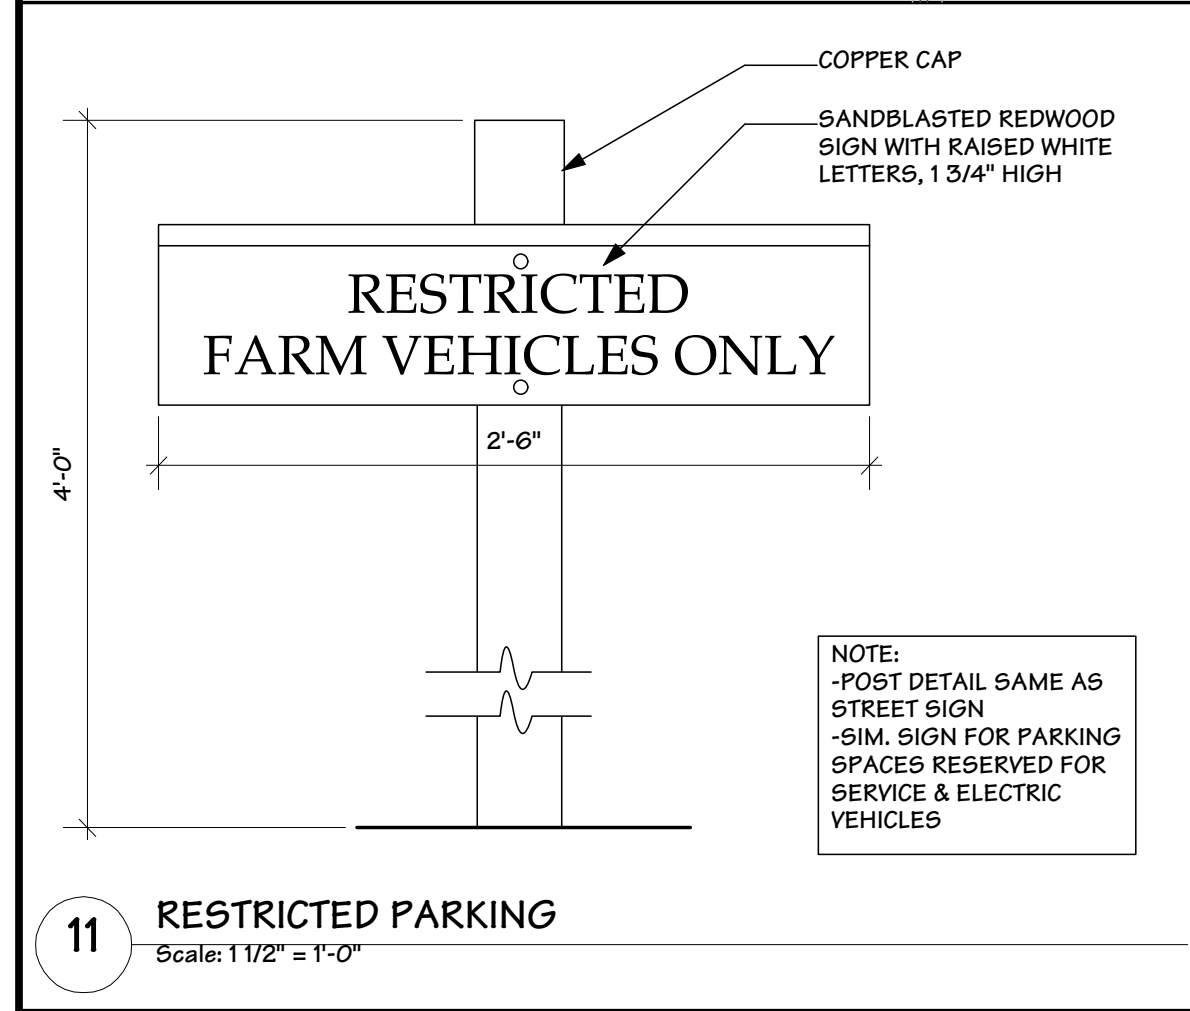 COPPER CAP
SANDBLASTED REDWOOD
SIGN WITH RAISED WHITE
LETTERS, 1 3/4" HIGH
RESTRICTED
FARM VEHICLES ONLY
2'-6"
4'-0"
NOTE:
-POST DETAIL SAME AS
STREET SIGN
-SIM. SIGN FOR PARKING
SPACES RESERVED FOR
SERVICE & ELECTRIC
VEHICLES
11
RESTRICTED PARKING
Scale: 1 1/2" = 1'-0"